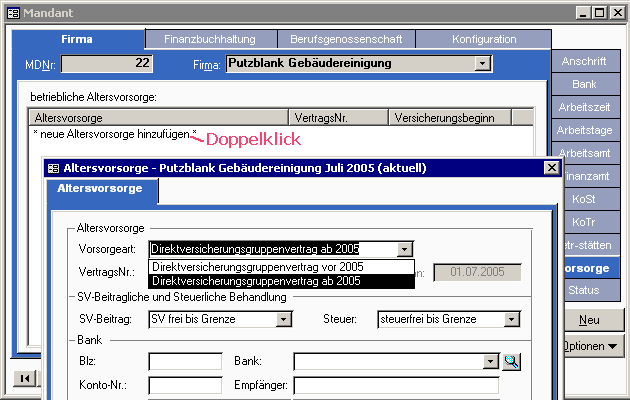 Mandant
Firma Finanzbuchhaltung Berufsgenossenschaft Konfiguration
MDNr: 22 Firma: Putzblank Gebäudereinigung
Anschrift
Bank
Arbeitszeit
Arbeitstage
Arbeitsamt
Finanzamt
KoSt
KoTr
etr-stätten
orsorge
Status
Neu
Optionen
betriebliche Altersvorsorge:
Altersvorsorge VertragsNr. Versicherungsbeginn
* neue Altersvorsorge hinzufügen *
Doppelklick
Altersvorsorge - Putzblank Gebäudereinigung Juli 2005 (aktuell)
Altersvorsorge
Altersvorsorge
Vorsorgeart: Direktversicherungsgruppenvertrag ab 2005
Direktversicherungsgruppenvertrag vor 2005
Direktversicherungsgruppenvertrag ab 2005
VertragsNr.: n: 01.07.2005
SV-Beitragliche und Steuerliche Behandlung
SV-Beitrag: SV frei bis Grenze Steuer: steuerfrei bis Grenze
Bank
Blz: Bank:
Konto-Nr.: Empfänger: